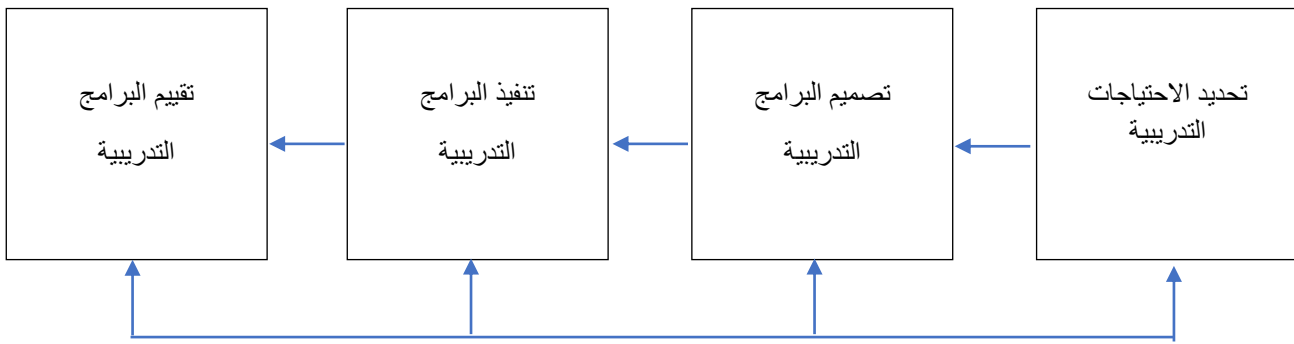 تحديد الاحتياجات
التدريبية
تصميم البرامج
التدريبية
تنفيذ البرامج
التدريبية
تقييم البرامج
التدريبية